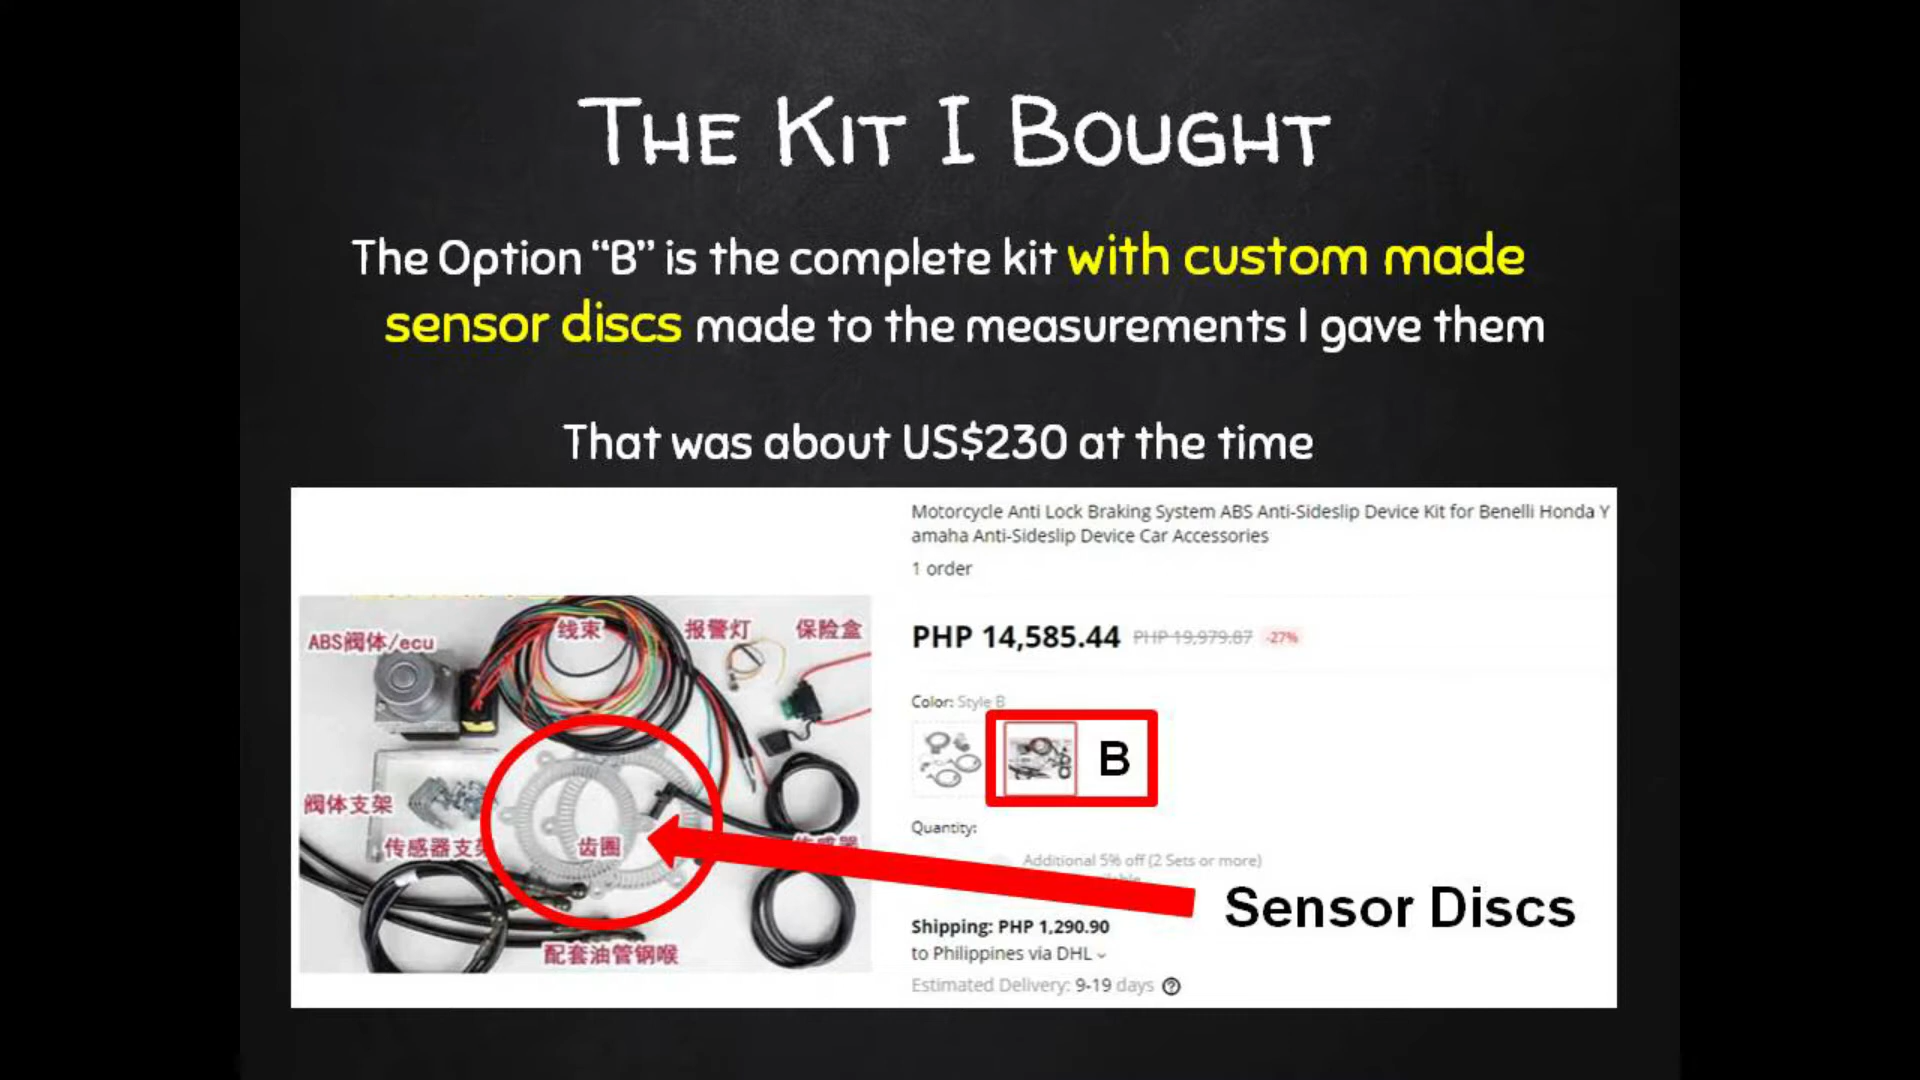 The Kit I Bought
The Option “B” is the complete kit with custom made
sensor discs made to the measurements I gave them
That was about US$230 at the time
Motorcycle Anti Lock Braking System ABS Anti-Sideslip Device Kit for Benelli Honda Y
amaha Anti-Sideslip Device Car Accessories
1 order
PHP 14,585.44 PHP 19,979.87 -27%
Color: Style B
B
Quantity:
Additional 5% off (2 Sets or more)
Shipping: PHP 1,290.90
to Philippines via DHL
Estimated Delivery: 9-19 days ?
Sensor Discs
ABS阀体/ecu
线束
报警灯
保险盒
阀体支架
传感器支架
齿圈
配套油管钢喉